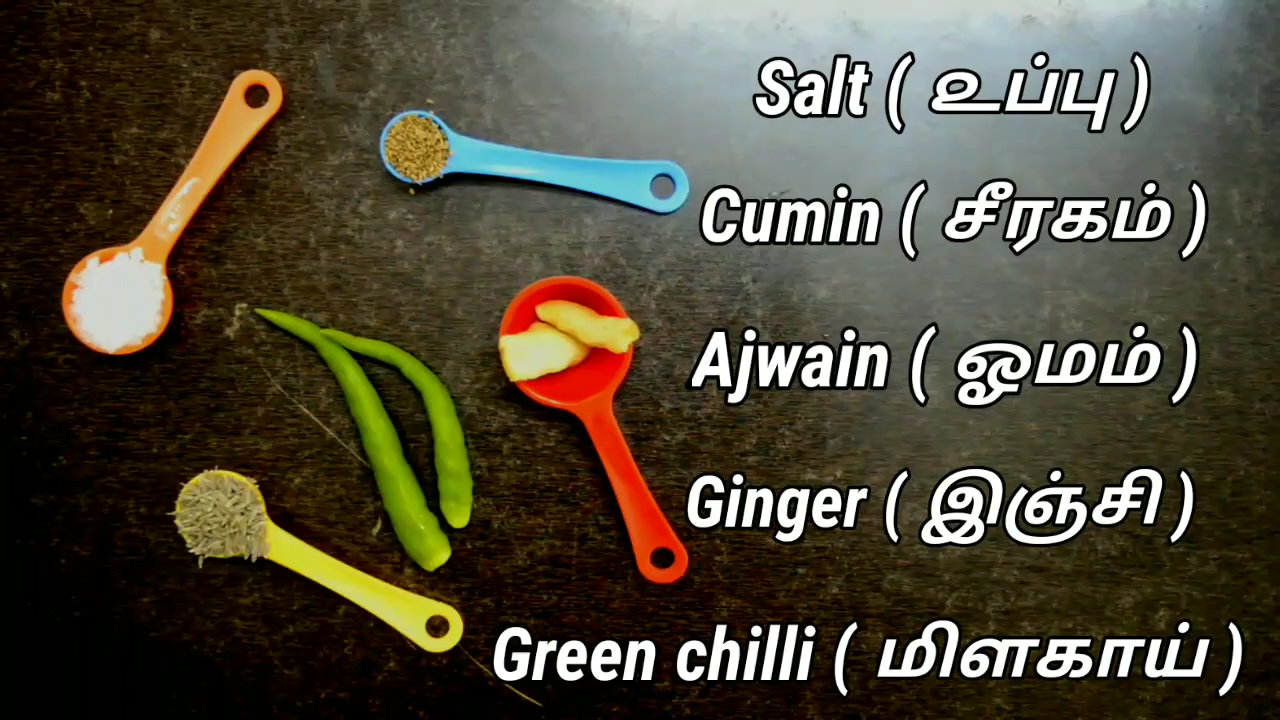 Salt ( உப்பு )
Cumin ( சீரகம் )
Ajwain ( ஓமம் )
Ginger ( இஞ்சி )
Green chilli ( மிளகாய் )